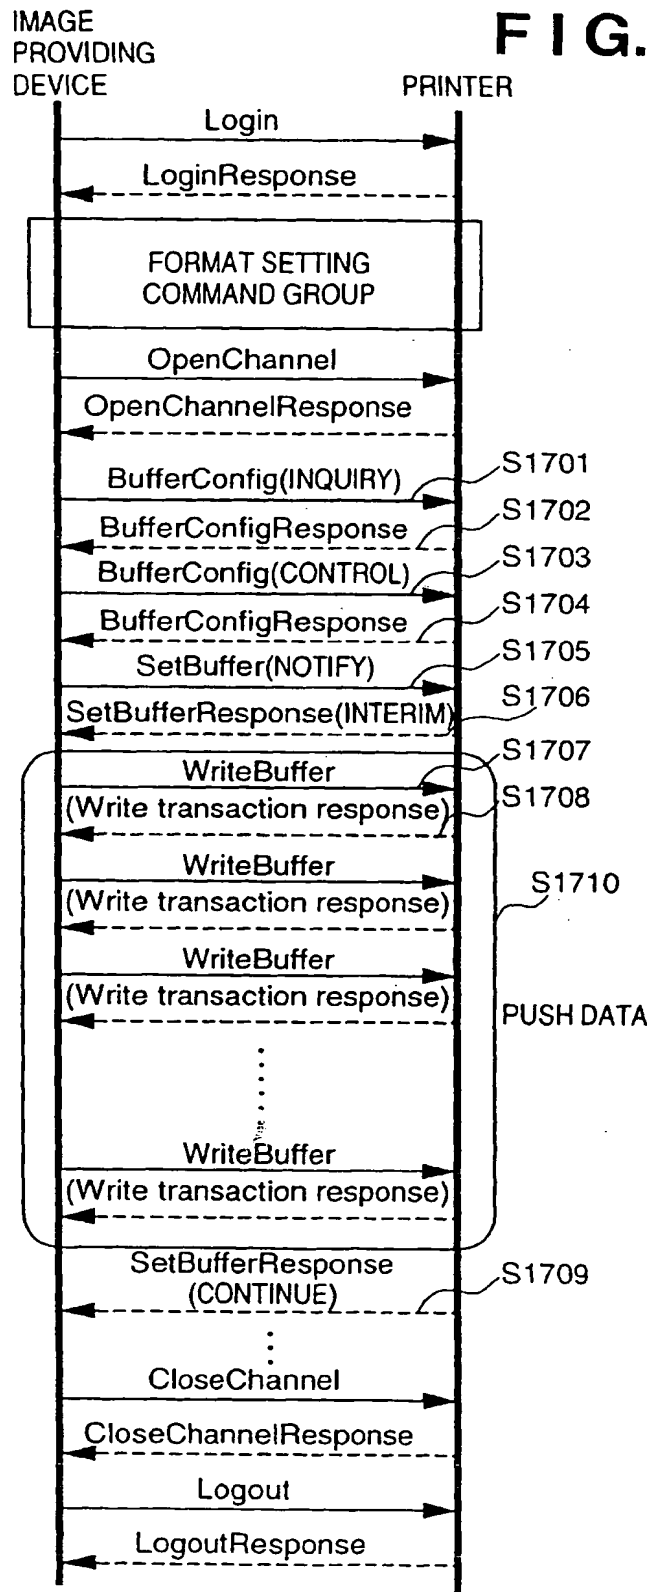 IMAGE
PROVIDING
DEVICE
FIG.
PRINTER
Login
LoginResponse
FORMAT SETTING
COMMAND GROUP
OpenChannel
OpenChannelResponse
BufferConfig(INQUIRY)
S1701
BufferConfigResponse
S1702
BufferConfig(CONTROL)
S1703
BufferConfigResponse
S1704
SetBuffer(NOTIFY)
S1705
SetBufferResponse(INTERIM)
S1706
WriteBuffer
S1707
(Write transaction response)
S1708
WriteBuffer
(Write transaction response)
S1710
WriteBuffer
(Write transaction response)
PUSH DATA
WriteBuffer
(Write transaction response)
SetBufferResponse
(CONTINUE)
S1709
CloseChannel
CloseChannelResponse
Logout
LogoutResponse